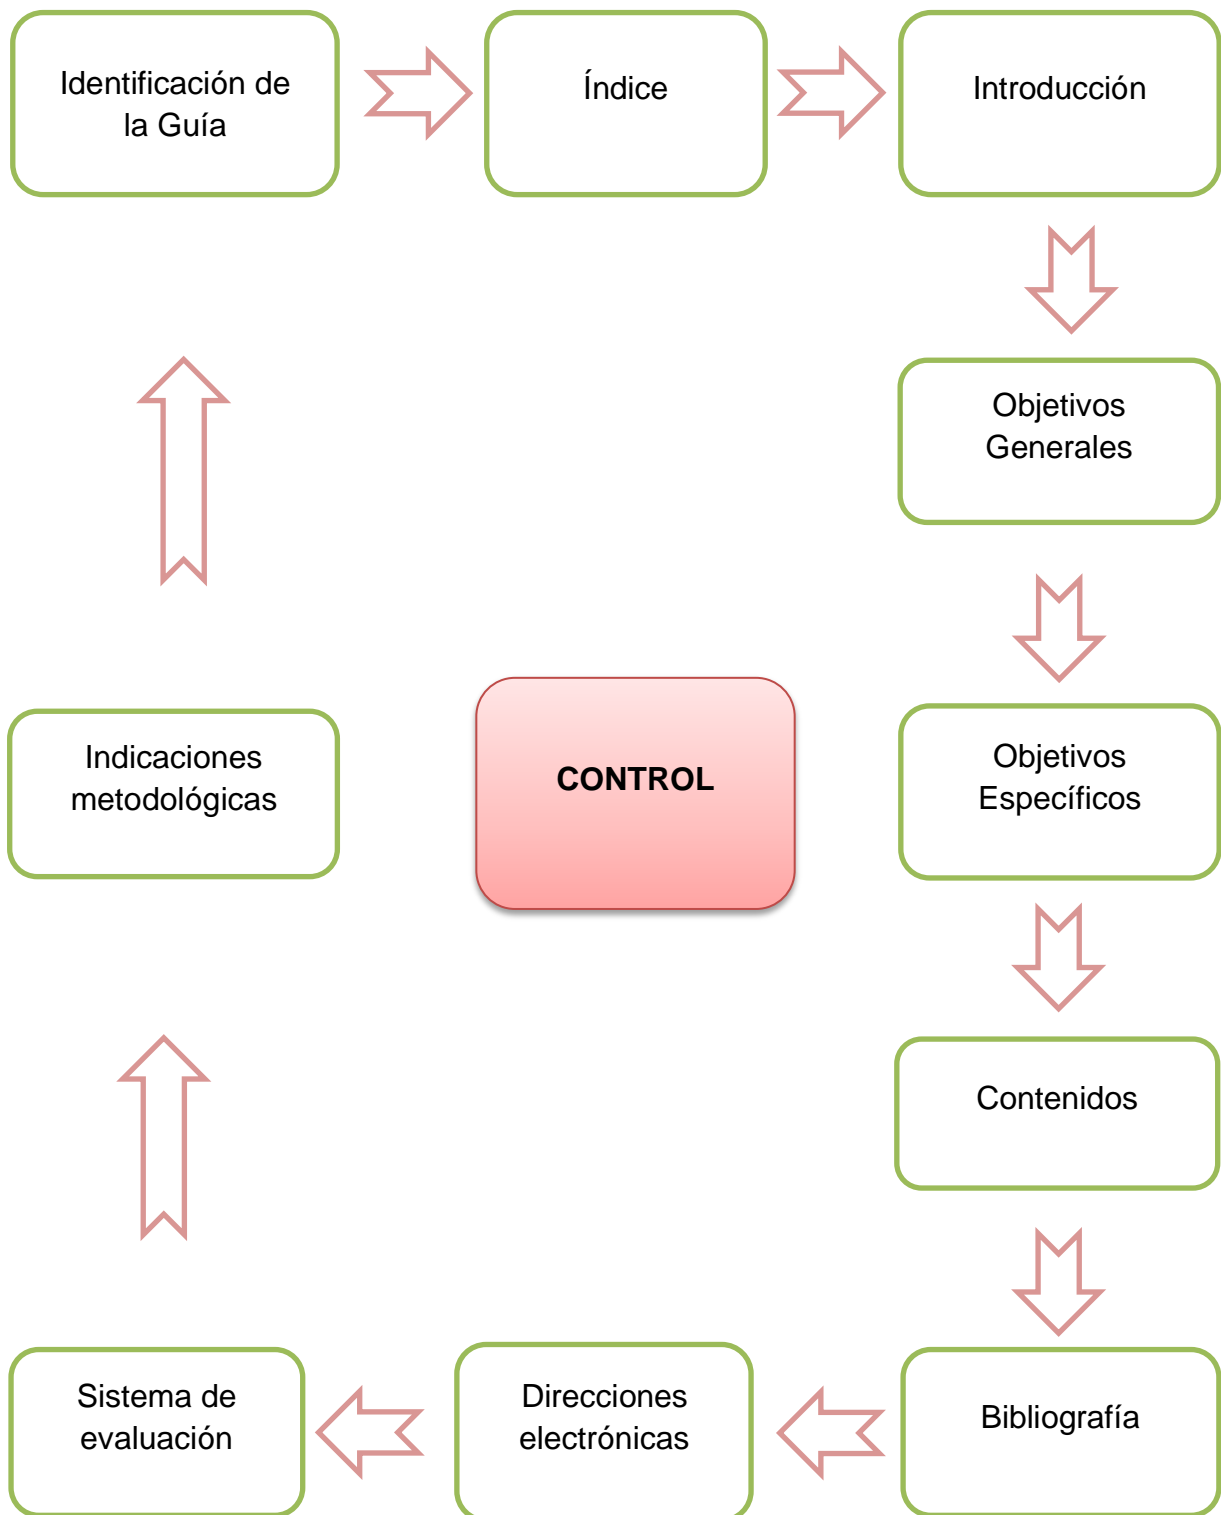 Identificación de
la Guía
Índice
Introducción
Objetivos
Generales
Objetivos
Específicos
Contenidos
Bibliografía
Direcciones
electrónicas
Sistema de
evaluación
Indicaciones
metodológicas
CONTROL